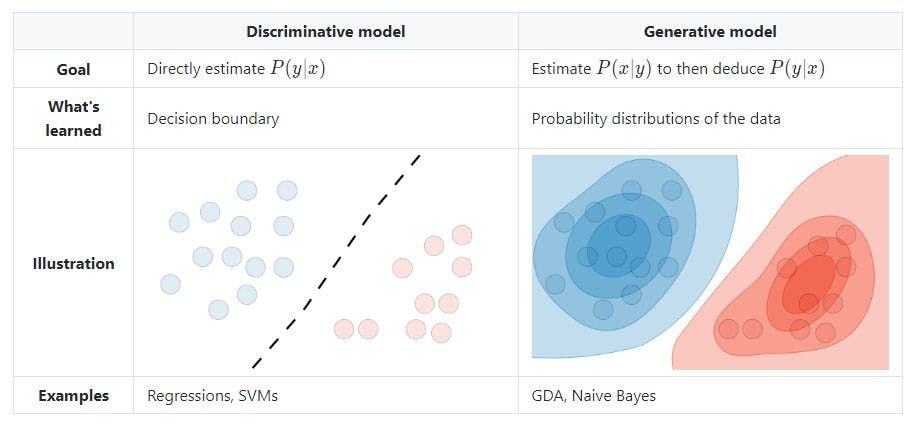 Discriminative model Generative model
Goal Directly estimate P(y|x) Estimate P(x|y) to then deduce P(y|x)
What's
learned Decision boundary Probability distributions of the data
Illustration
Examples Regressions, SVMs GDA, Naive Bayes